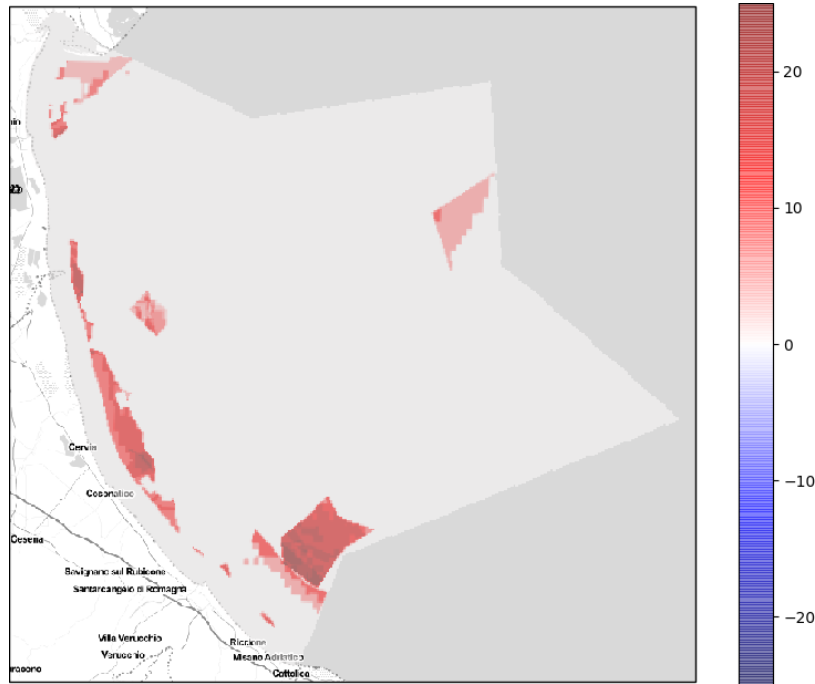 20
10
0
−10
−20
Cervin
Cesenatico
Cesena
Savignano sul Rubicone
Santarcangelo di Romagna
Villa Verucchio
Verucchio
Riccione
Misano Adriatico
Cattolica